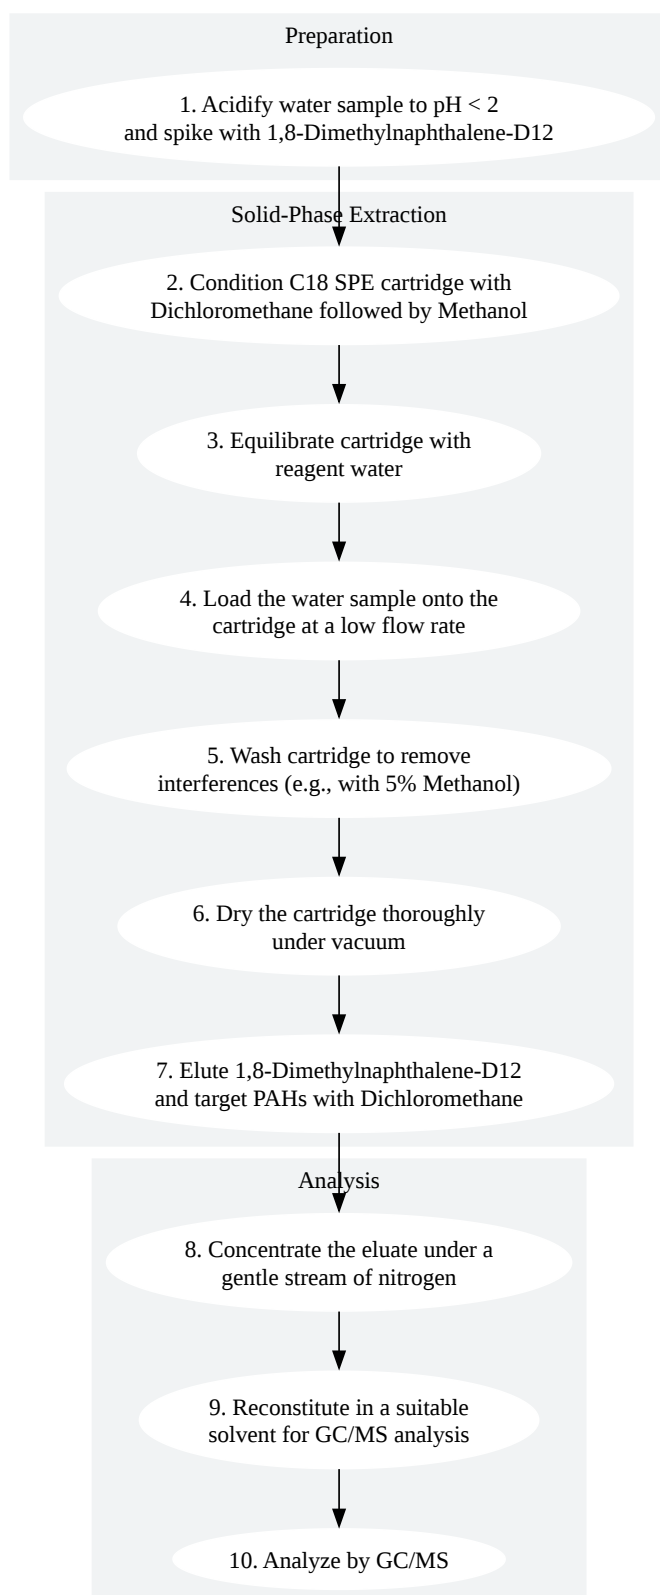 Preparation
1. Acidify water sample to pH < 2
and spike with 1,8-Dimethylnaphthalene-D12
Solid-Phase Extraction
2. Condition C18 SPE cartridge with
Dichloromethane followed by Methanol
3. Equilibrate cartridge with
reagent water
4. Load the water sample onto the
cartridge at a low flow rate
5. Wash cartridge to remove
interferences (e.g., with 5% Methanol)
6. Dry the cartridge thoroughly
under vacuum
7. Elute 1,8-Dimethylnaphthalene-D12
and target PAHs with Dichloromethane
Analysis
8. Concentrate the eluate under a
gentle stream of nitrogen
9. Reconstitute in a suitable
solvent for GC/MS analysis
10. Analyze by GC/MS